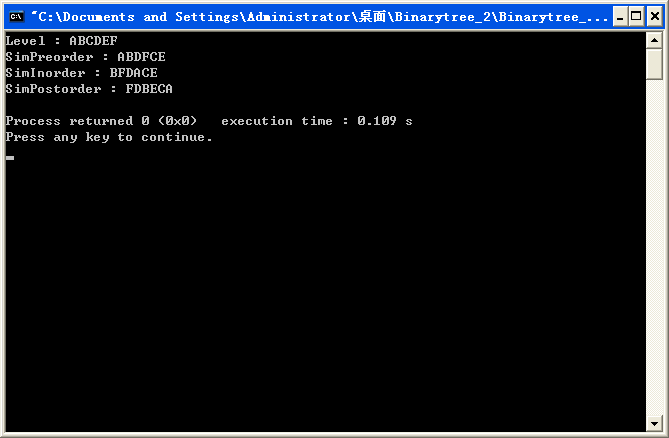 "C:\Documents and Settings\Administrator\桌面\Binarytree_2\Binarytree_...
Level : ABCDEF
SimPreorder : ABDFCE
SimInorder : BFDACE
SimPostorder : FDBECA
Process returned 0 (0x0)   execution time : 0.109 s
Press any key to continue.